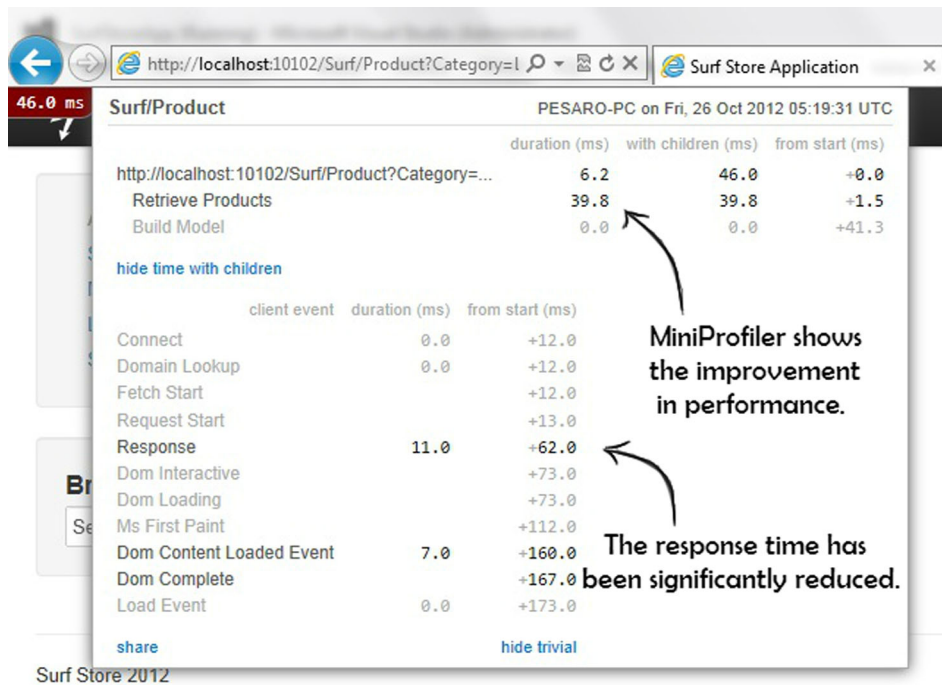 http://localhost:10102/Surf/Product?Category=L
Surf Store Application
46.0 ms
Surf/Product PESARO-PC on Fri, 26 Oct 2012 05:19:31 UTC
duration (ms) with children (ms) from start (ms)
http://localhost:10102/Surf/Product?Category=... 6.2 46.0 +0.0
Retrieve Products 39.8 39.8 +1.5
Build Model 0.0 0.0 +41.3
hide time with children
client event duration (ms) from start (ms)
Connect 0.0 +12.0
Domain Lookup 0.0 +12.0
Fetch Start +12.0
Request Start +13.0
Response 11.0 +62.0
Dom Interactive +73.0
Dom Loading +73.0
Ms First Paint +112.0
Dom Content Loaded Event 7.0 +160.0
Dom Complete +167.0
Load Event 0.0 +173.0
share hide trivial
MiniProfiler shows
the improvement
in performance.
The response time has
been significantly reduced.
Br
Se
Surf Store 2012